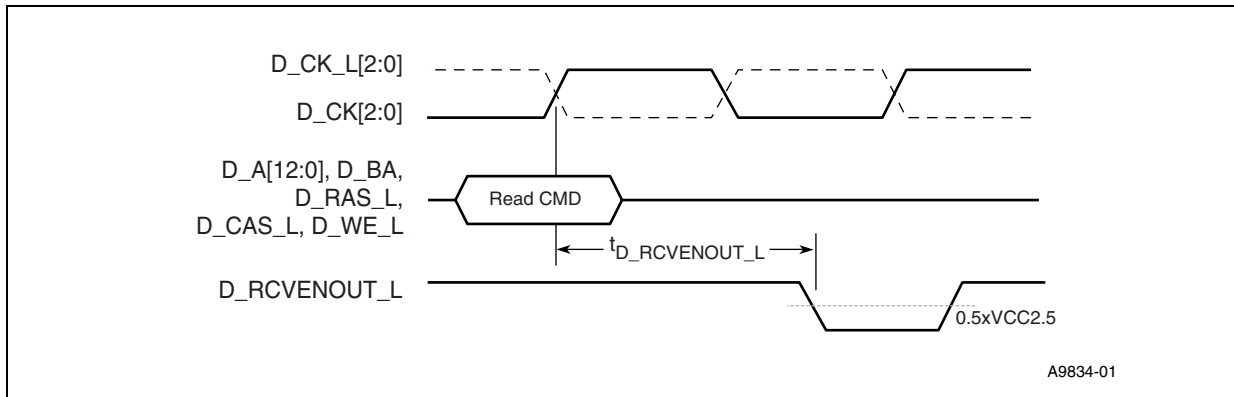 D_CK_L[2:0]
D_CK[2:0]
D_A[12:0], D_BA,
D_RAS_L,
D_CAS_L, D_WE_L
Read CMD
tD_RCVENOUT_L
D_RCVENOUT_L
0.5xVCC2.5
A9834-01